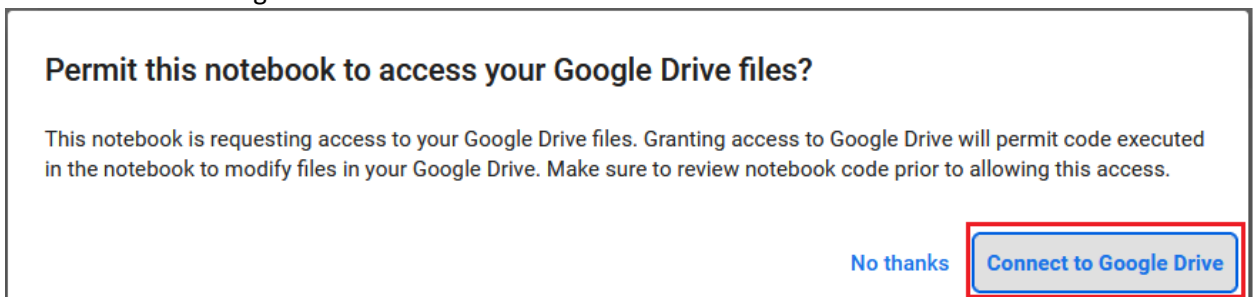 Permit this notebook to access your Google Drive files?
This notebook is requesting access to your Google Drive files. Granting access to Google Drive will permit code executed
in the notebook to modify files in your Google Drive. Make sure to review notebook code prior to allowing this access.
No thanks Connect to Google Drive